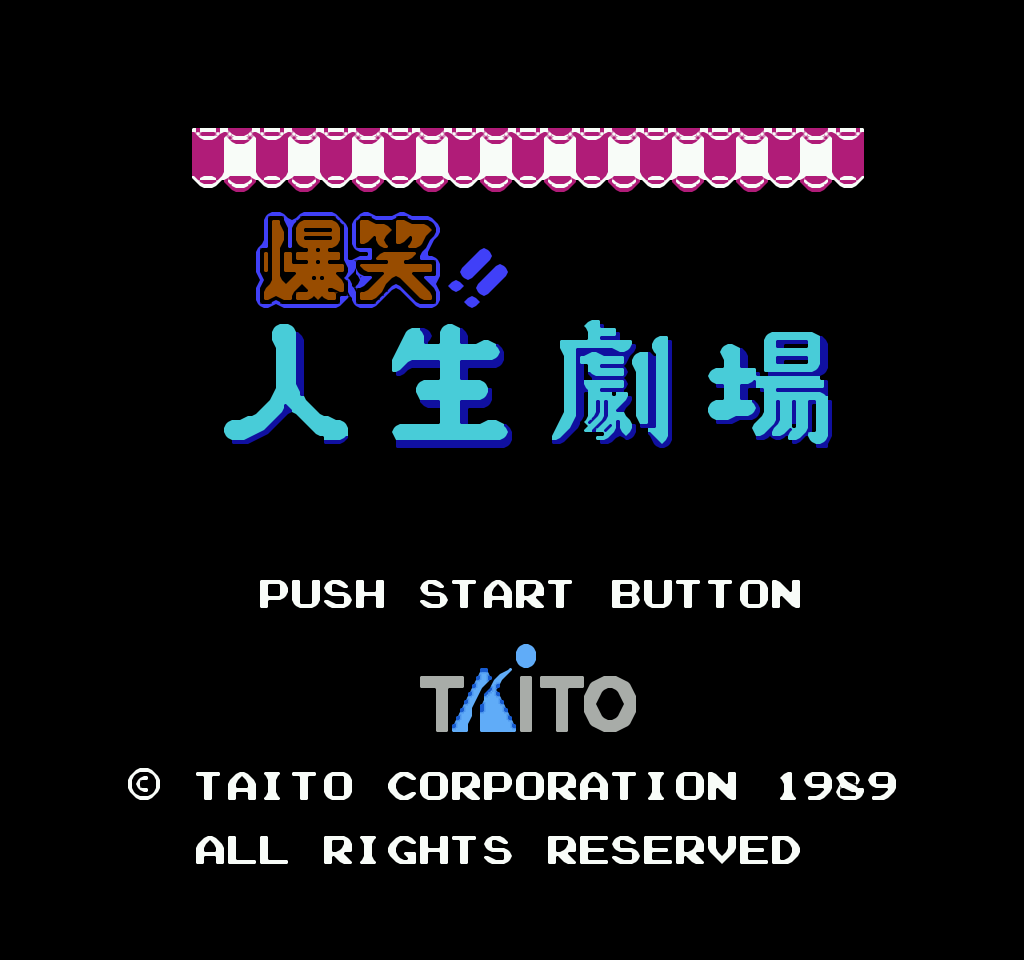 爆笑!!
人生劇場
PUSH START BUTTON
TAiTO
© TAITO CORPORATION 1989
ALL RIGHTS RESERVED